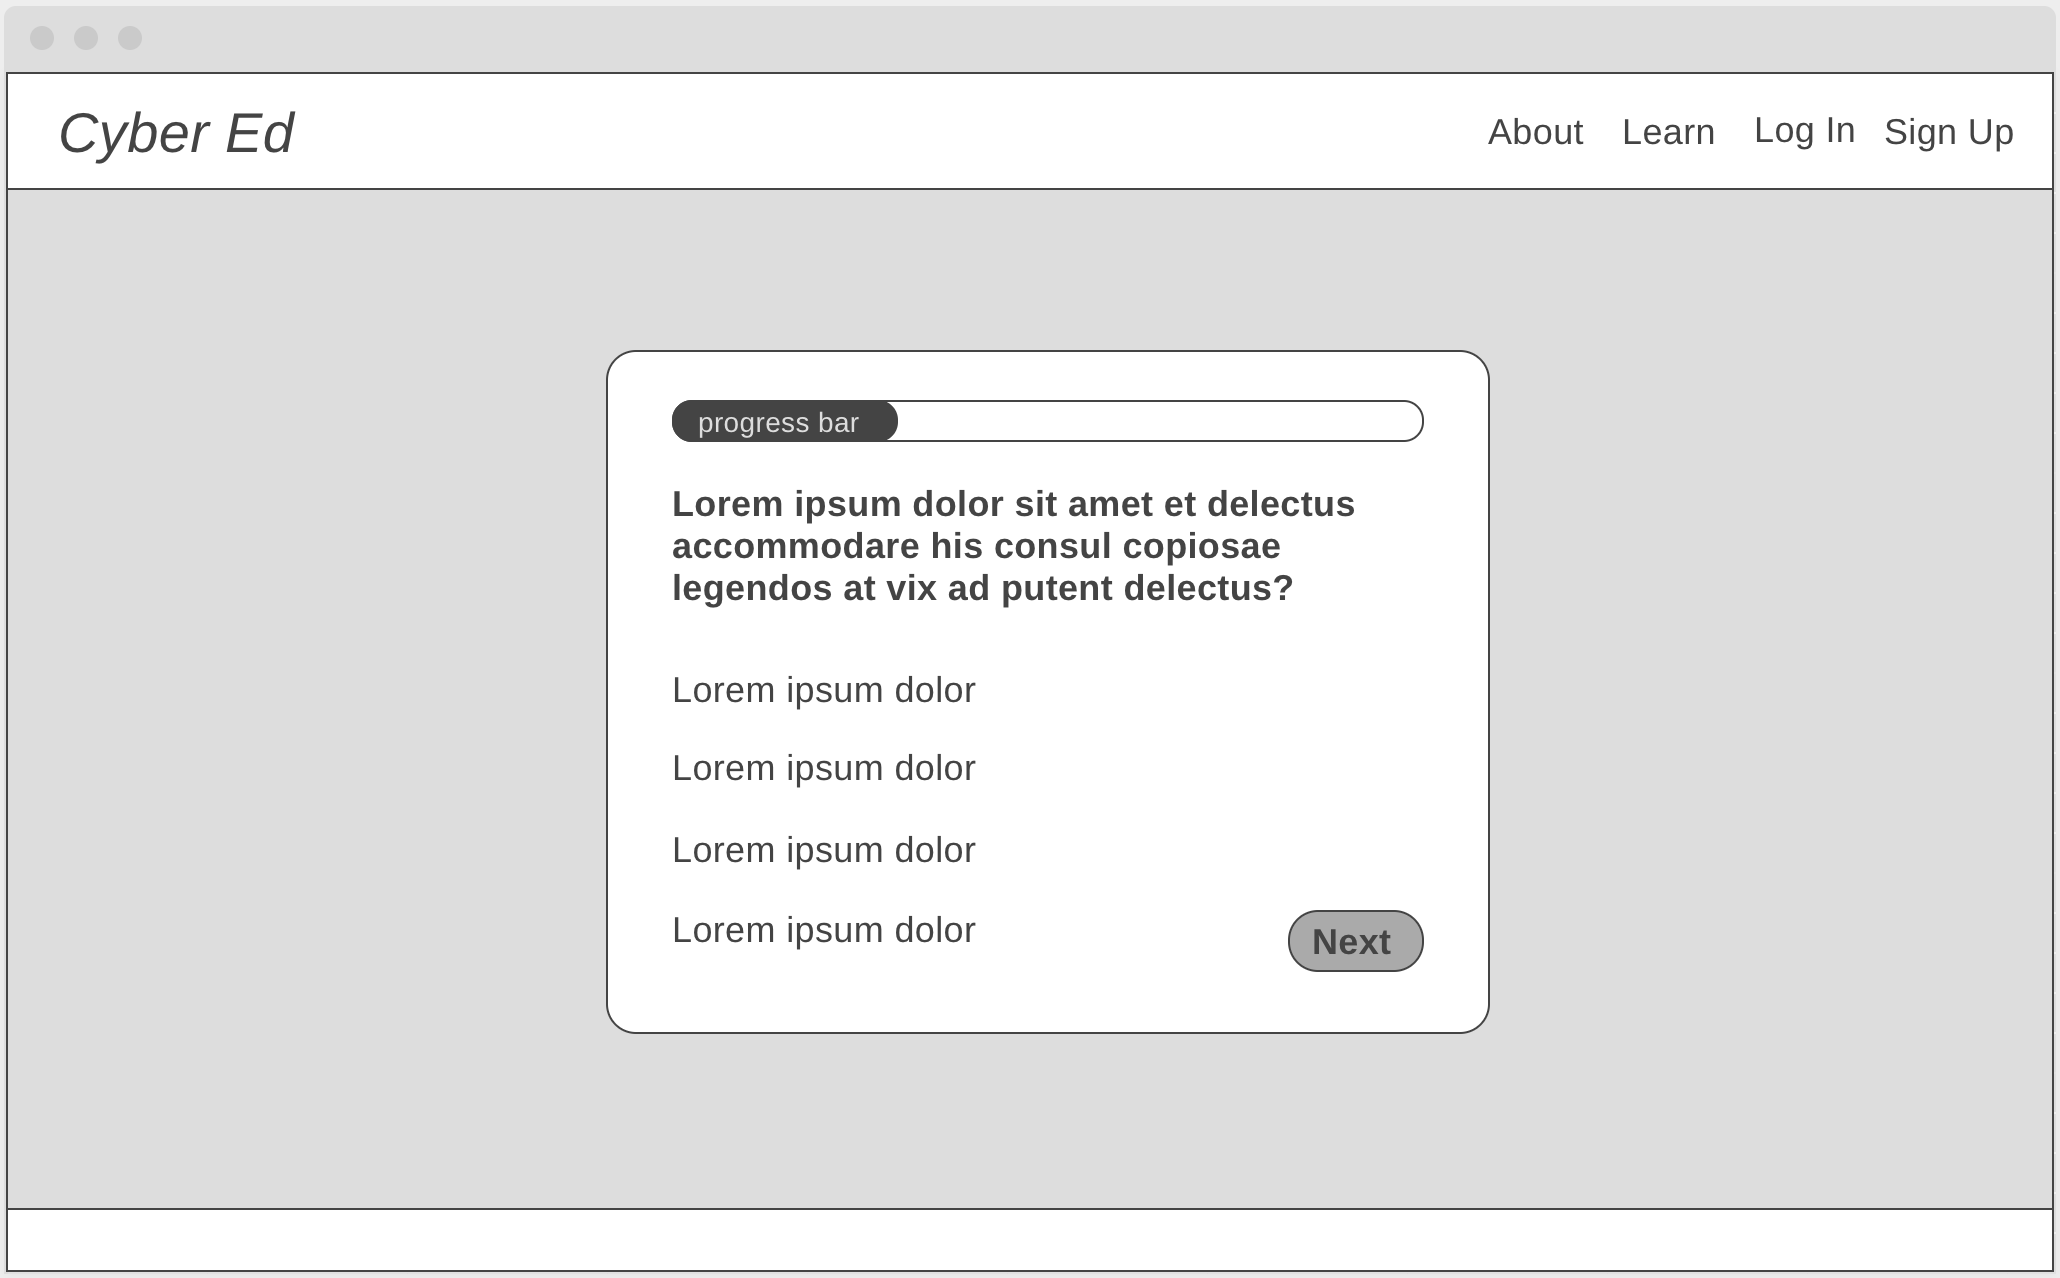 Cyber Ed
About Learn Log In Sign Up
progress bar
Lorem ipsum dolor sit amet et delectus
accommodare his consul copiosae
legendos at vix ad putent delectus?
Lorem ipsum dolor
Lorem ipsum dolor
Lorem ipsum dolor
Lorem ipsum dolor
Next